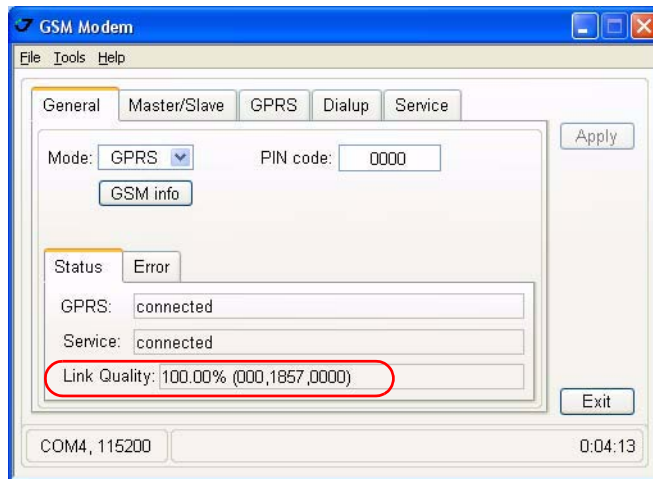 GSM Modem
File Tools Help
General Master/Slave GPRS Dialup Service
Apply
Mode: GPRS PIN code: 0000
GSM info
Status Error
GPRS: connected
Service: connected
Link Quality: 100.00% (000,1857,0000)
Exit
COM4, 115200 0:04:13